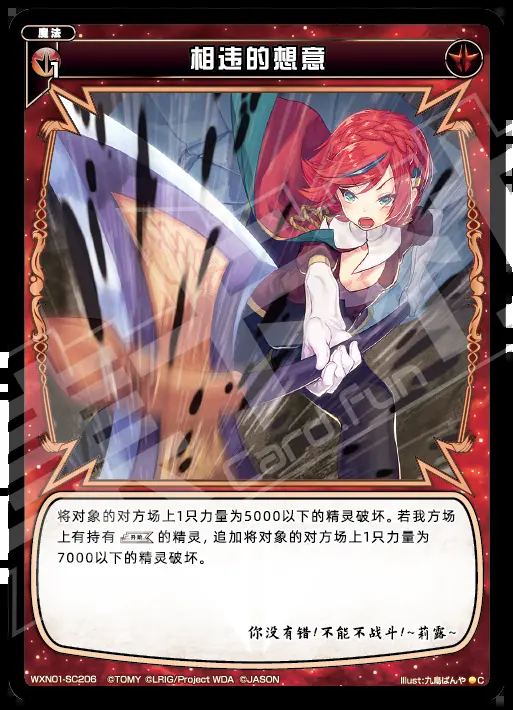 魔法
1
相违的想意
将对象的对方场上1只力量为5000以下的精灵破坏。若我方场
上有持有 的精灵,追加将对象的对方场上1只力量为
7000以下的精灵破坏。
你没有错!不能不战斗!~莉露~
WXN01-SC206 ©TOMY ©LRIG/Project WDA ©JASON Illust:九鳥ぱんや C
Card fun